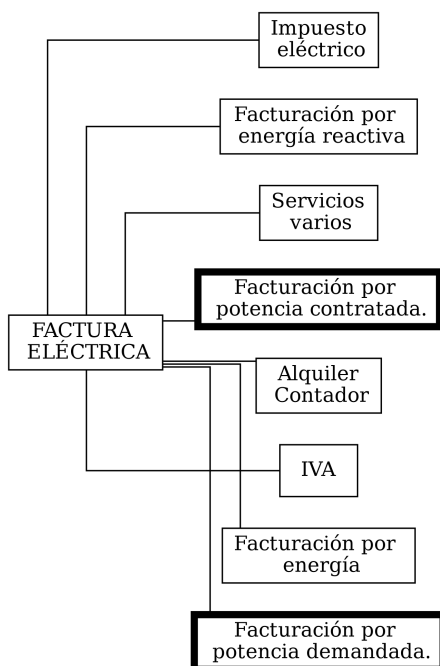 Impuesto
eléctrico
Facturación por
energía reactiva
Servicios
varios
Facturación por
potencia contratada.
FACTURA
ELÉCTRICA
Alquiler
Contador
IVA
Facturación por
energía
Facturación por
potencia demandada.